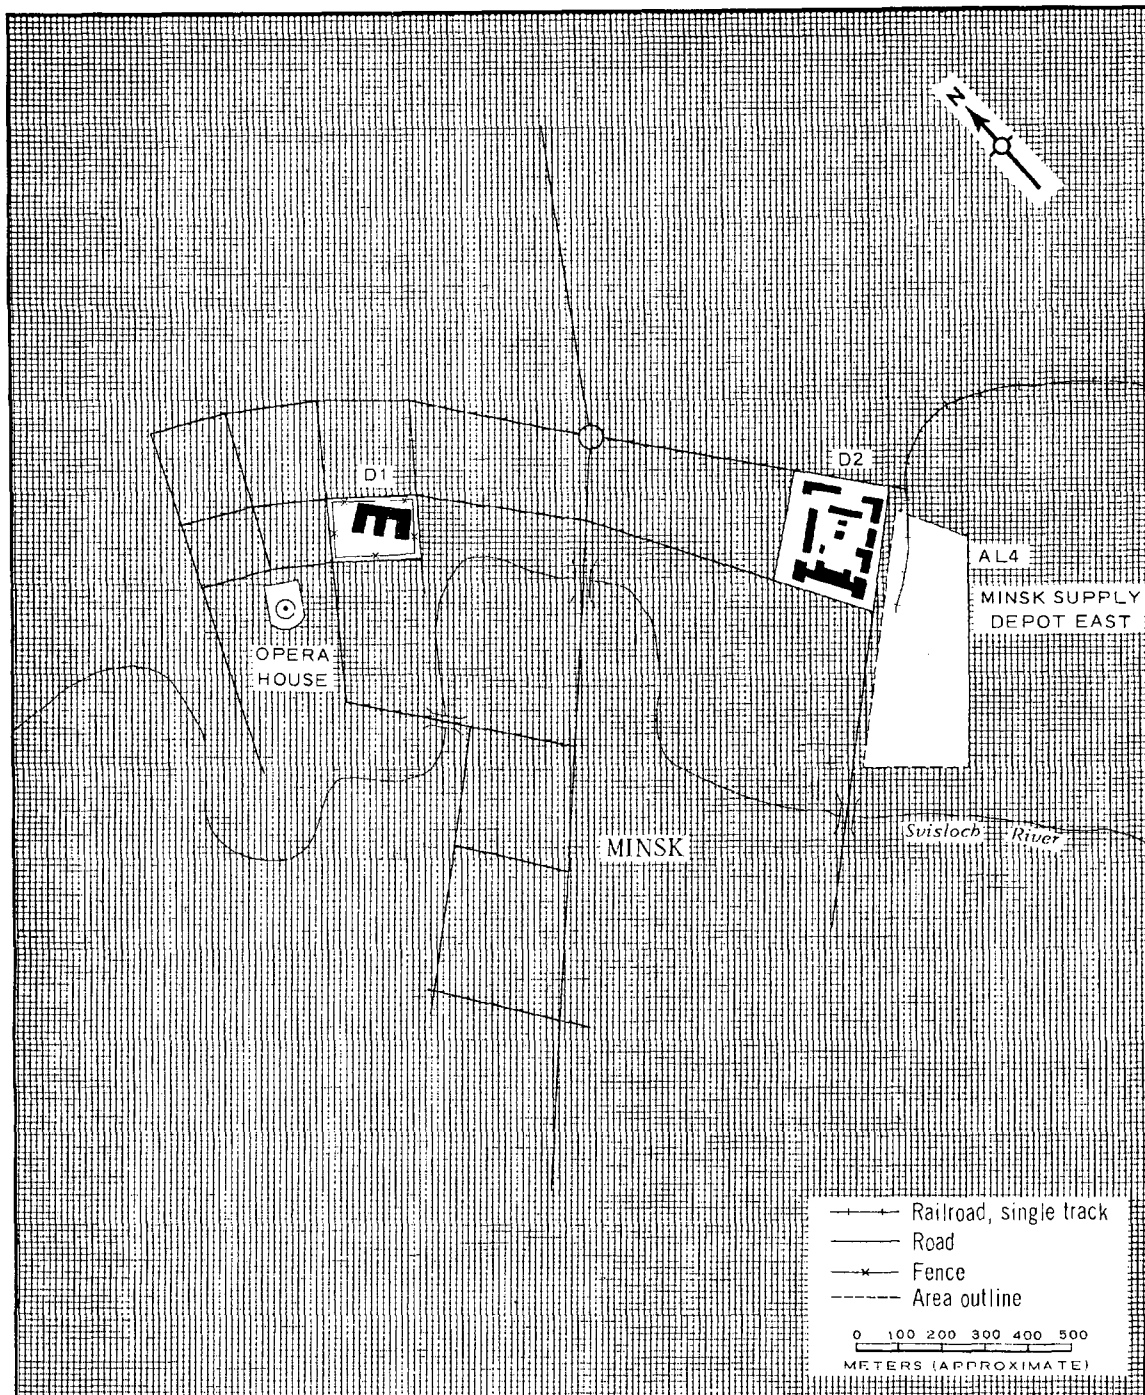 N
D1
D2
AL4
MINSK SUPPLY
DEPOT EAST
OPERA
HOUSE
MINSK
Svisloch River
Railroad, single track
Road
Fence
Area outline
0 100 200 300 400 500
METERS (APPROXIMATE)